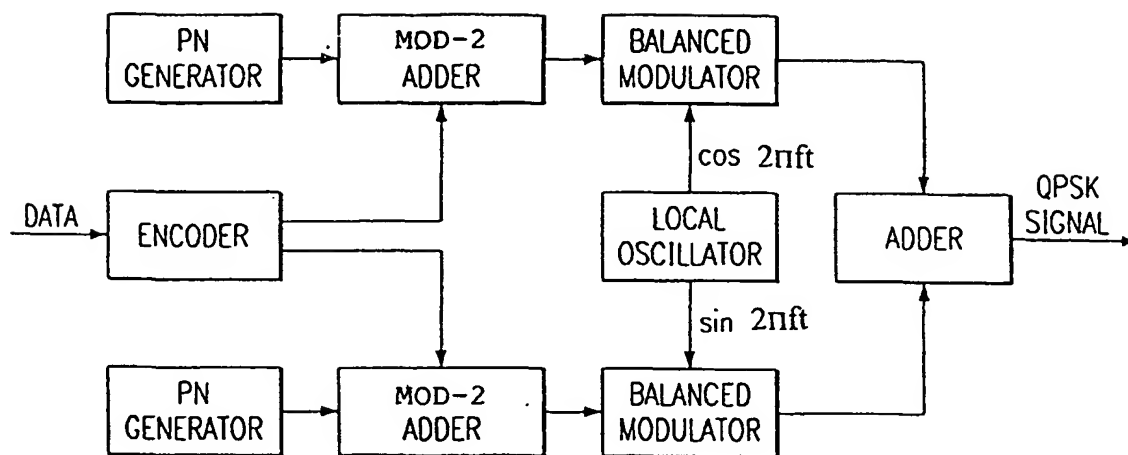 PN
GENERATOR
MOD-2
ADDER
BALANCED
MODULATOR
cos 2πft
DATA
ENCODER
LOCAL
OSCILLATOR
ADDER
QPSK
SIGNAL
sin 2πft
PN
GENERATOR
MOD-2
ADDER
BALANCED
MODULATOR